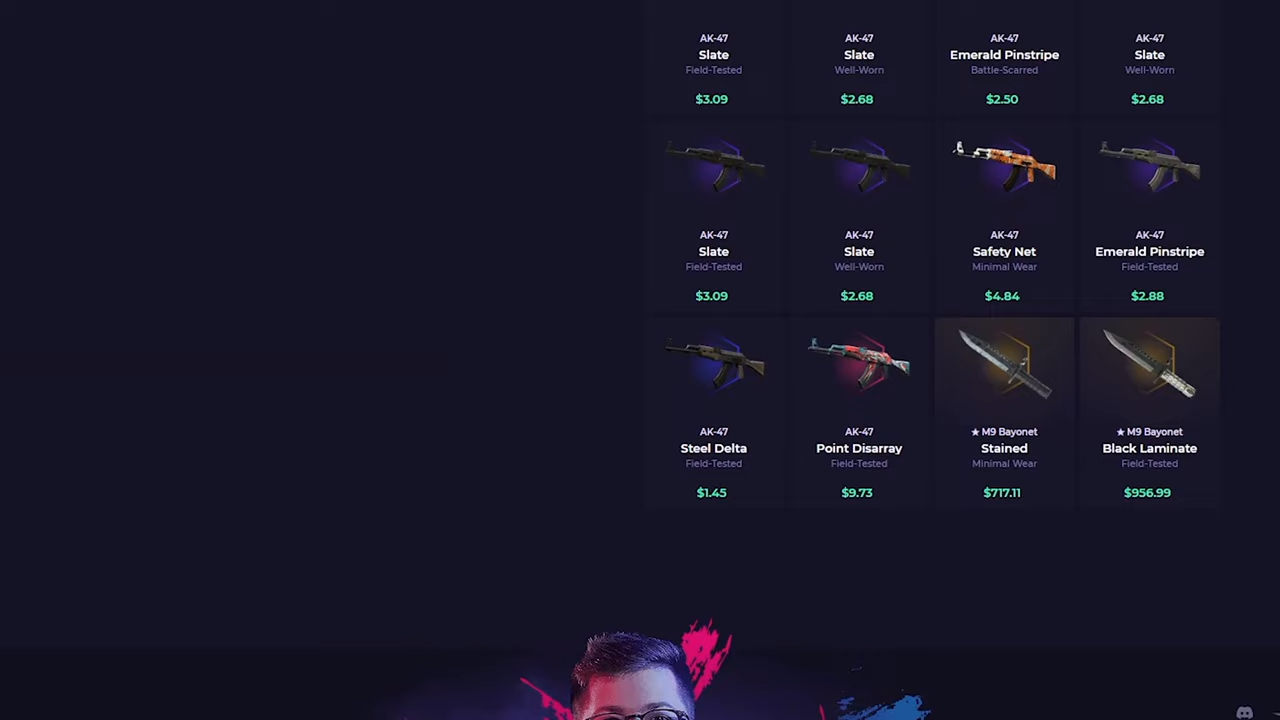 AK-47 AK-47 AK-47 AK-47
Slate Slate Emerald Pinstripe Slate
Field-Tested Well-Worn Battle-Scarred Well-Worn
$3.09 $2.68 $2.50 $2.68
AK-47 AK-47 AK-47 AK-47
Slate Slate Safety Net Emerald Pinstripe
Field-Tested Well-Worn Minimal Wear Field-Tested
$3.09 $2.68 $4.84 $2.88
AK-47 AK-47 ★ M9 Bayonet ★ M9 Bayonet
Steel Delta Point Disarray Stained Black Laminate
Field-Tested Field-Tested Minimal Wear Field-Tested
$1.45 $9.73 $717.11 $956.99